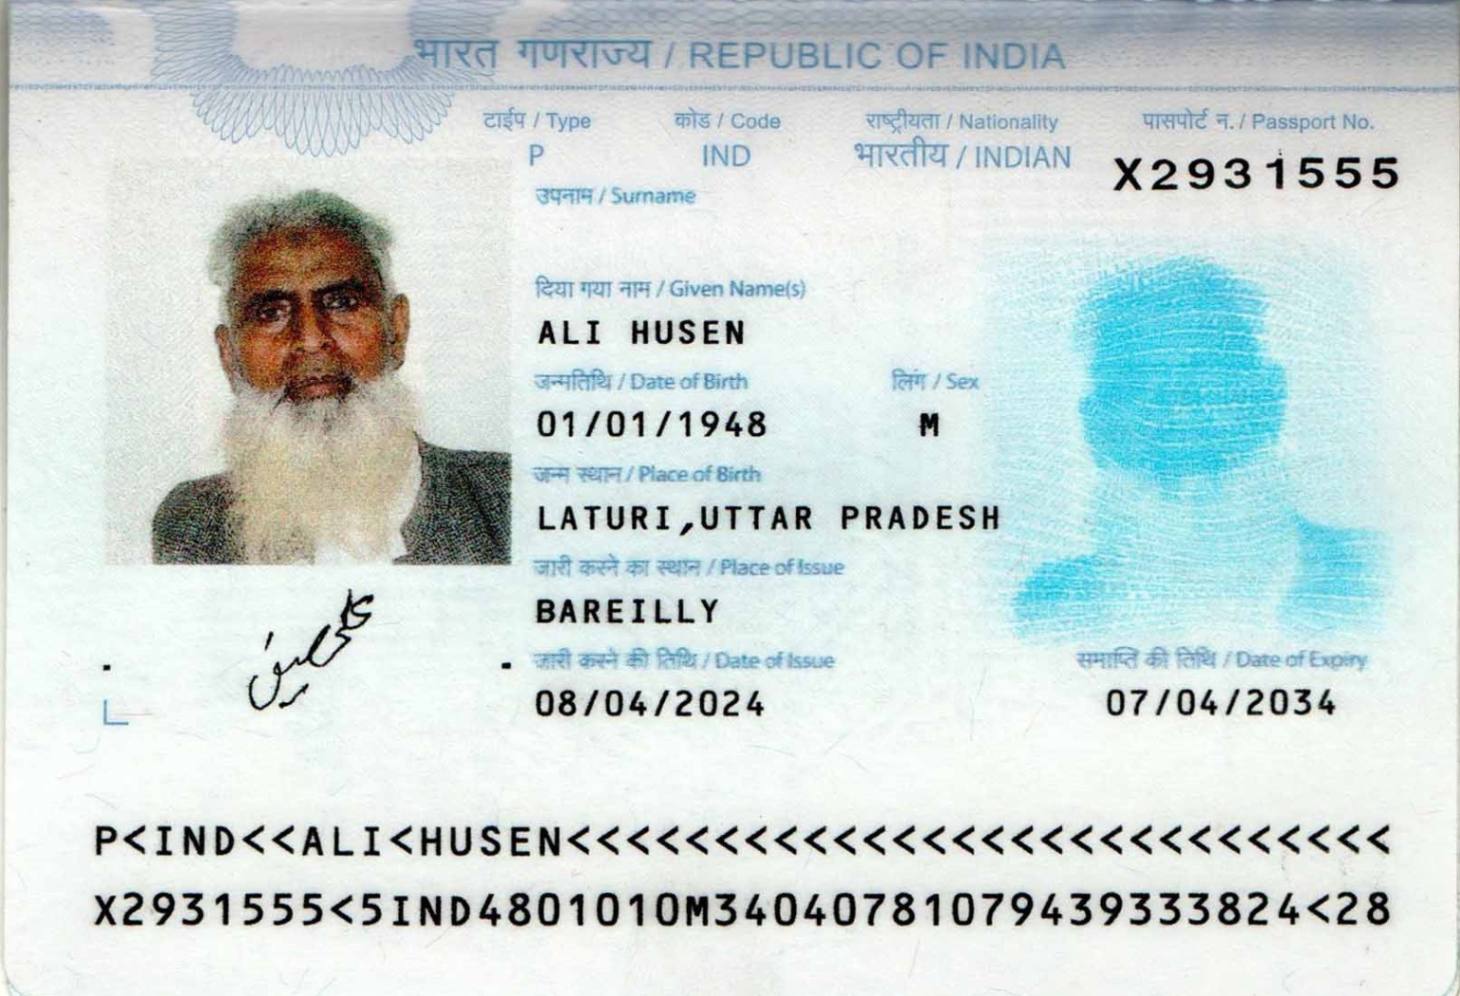 भारत गणराज्य / REPUBLIC OF INDIA
टाईप / Type कोड / Code राष्ट्रीयता / Nationality पासपोर्ट न. / Passport No.
P IND भारतीय / INDIAN X2931555
उपनाम / Surname
दिया गया नाम / Given Name(s)
ALI HUSEN
जन्मतिथि / Date of Birth लिंग / Sex
01/01/1948 M
जन्म स्थान / Place of Birth
LATURI,UTTAR PRADESH
जारी करने का स्थान / Place of Issue
BAREILLY
जारी करने की तिथि / Date of Issue समाप्ति की तिथि / Date of Expiry
08/04/2024 07/04/2034
علی حسین
P<IND<<ALI<HUSEN<<<<<<<<<<<<<<<<<<<<<<<<<<<<
X2931555<5IND4801010M3404078107943933824<28